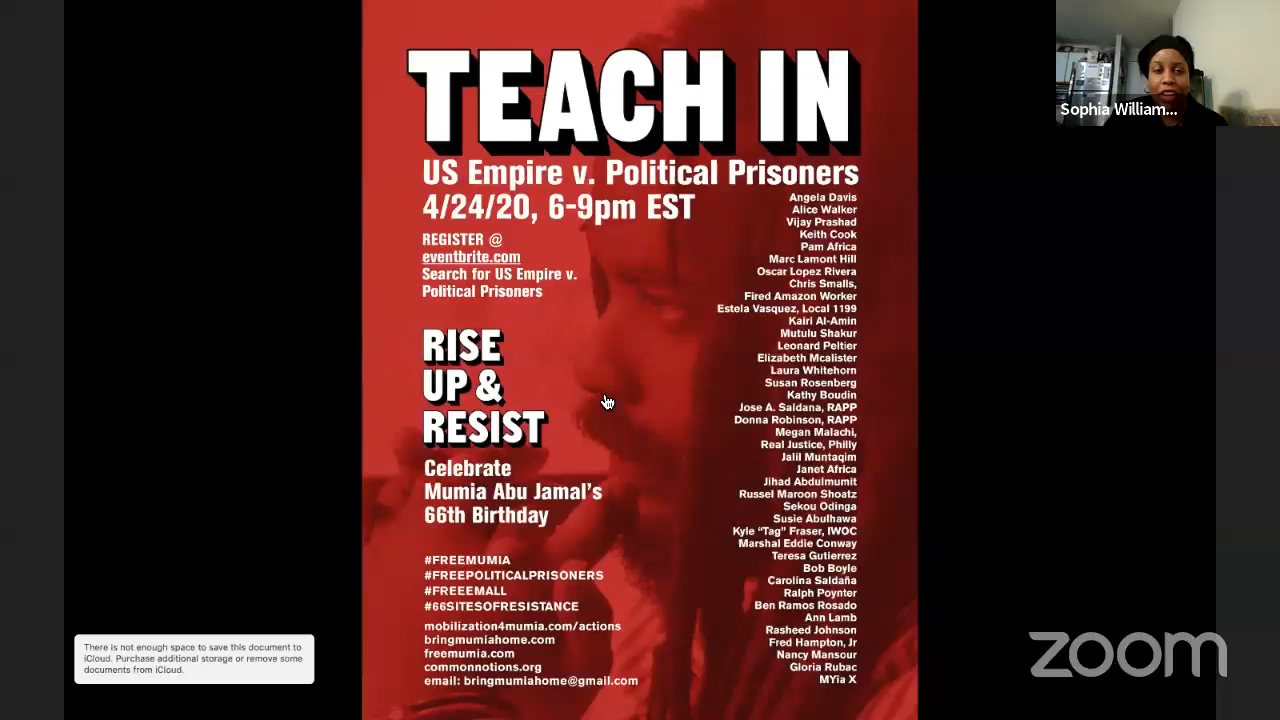 TEACH IN
US Empire v. Political Prisoners
4/24/20, 6-9pm EST
REGISTER @
eventbrite.com
Search for US Empire v.
Political Prisoners
RISE
UP &
RESIST
Celebrate
Mumia Abu Jamal's
66th Birthday
#FREEMUMIA
#FREEPOLITICALPRISONERS
#FREEEMALL
#66SITESOFRESISTANCE
mobilization4mumia.com/actions
bringmumiahome.com
freemumia.com
commonnotions.org
email: bringmumiahome@gmail.com
Angela Davis
Alice Walker
Vijay Prashad
Keith Cook
Pam Africa
Marc Lamont Hill
Oscar Lopez Rivera
Chris Smalls,
Fired Amazon Worker
Estela Vasquez, Local 1199
Kairi Al-Amin
Mutulu Shakur
Leonard Peltier
Elizabeth Mcalister
Laura Whitehorn
Susan Rosenberg
Kathy Boudin
Jose A. Saldana, RAPP
Donna Robinson, RAPP
Megan Malachi,
Real Justice, Philly
Jalil Muntaqim
Janet Africa
Jihad Abdulmumit
Russel Maroon Shoatz
Sekou Odinga
Susie Abulhawa
Kyle “Tag” Fraser, IWOC
Marshal Eddie Conway
Teresa Gutierrez
Bob Boyle
Carolina Saldaña
Ralph Poynter
Ben Ramos Rosado
Ann Lamb
Rasheed Johnson
Fred Hampton, Jr
Nancy Mansour
Gloria Rubac
MYia X
Sophia William...
There is not enough space to save this document to
iCloud. Purchase additional storage or remove some
documents from iCloud.
zoom